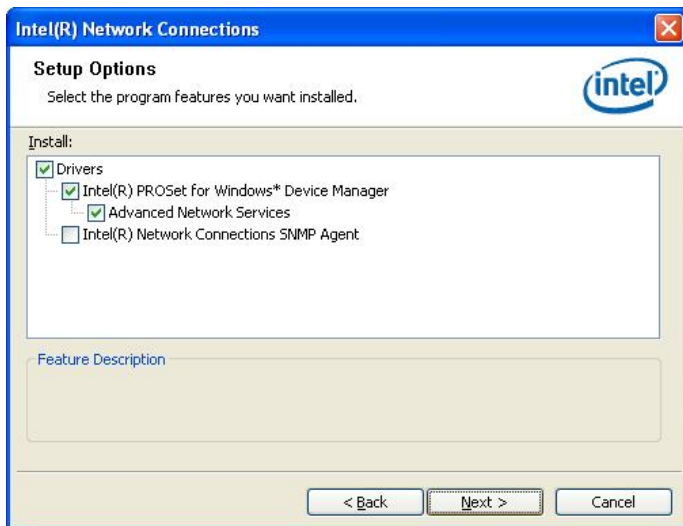 Intel(R) Network Connections
Setup Options
Select the program features you want installed.
intel
Install:
Drivers
Intel(R) PROSet for Windows* Device Manager
Advanced Network Services
Intel(R) Network Connections SNMP Agent
Feature Description
< Back
Next >
Cancel